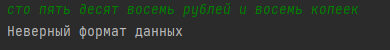 сто пять десят восемь рублей и восемь копеек
Неверный формат данных